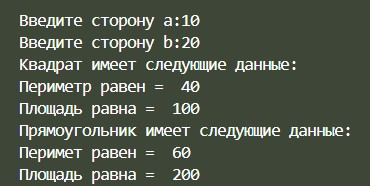 Введите сторону a:10
Введите сторону b:20
Квадрат имеет следующие данные:
Периметр равен =  40
Площадь равна =  100
Прямоугольник имеет следующие данные:
Перимет равен =  60
Площадь равна =  200